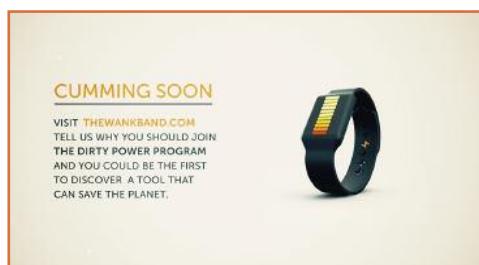 CUMMING SOON
VISIT THEWANKBAND.COM
TELL US WHY YOU SHOULD JOIN
THE DIRTY POWER PROGRAM
AND YOU COULD BE THE FIRST
TO DISCOVER A TOOL THAT
CAN SAVE THE PLANET.